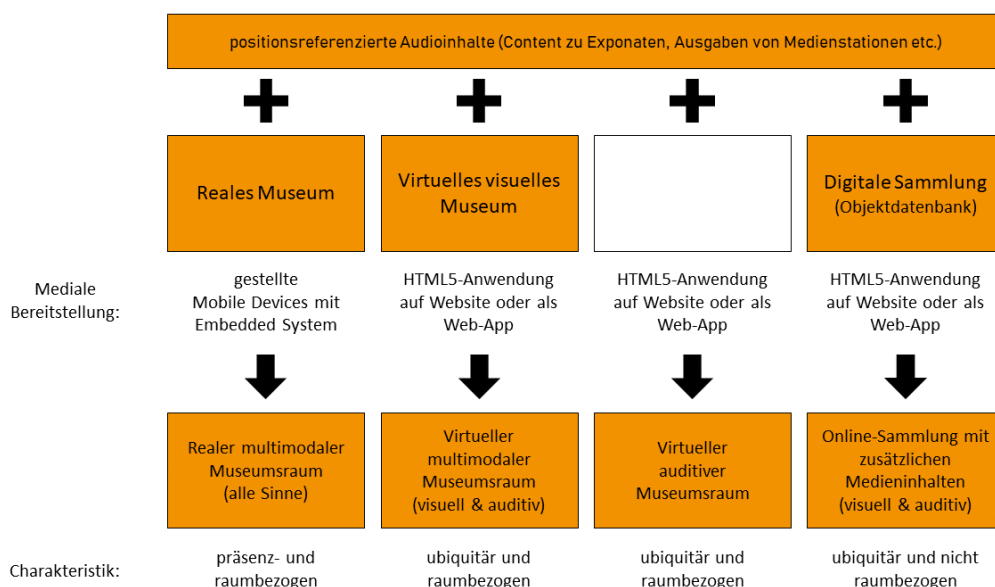 positionsreferenzierte Audioinhalte (Content zu Exponaten, Ausgaben von Medienstationen etc.)
Reales Museum
Virtuelles visuelles
Museum
Digitale Sammlung
(Objektdatenbank)
Mediale
Bereitstellung:
gestellte
Mobile Devices mit
Embedded System
HTML5-Anwendung
auf Website oder als
Web-App
HTML5-Anwendung
auf Website oder als
Web-App
HTML5-Anwendung
auf Website oder als
Web-App
Realer multimodaler
Museumsraum
(alle Sinne)
Virtueller
multimodaler
Museumsraum
(visuell & auditiv)
Virtueller
auditiver
Museumsraum
Online-Sammlung mit
zusätzlichen
Medieninhalten
(visuell & auditiv)
Charakteristik:
präsenz- und
raumbezogen
ubiquitär und
raumbezogen
ubiquitär und
raumbezogen
ubiquitär und nicht
raumbezogen